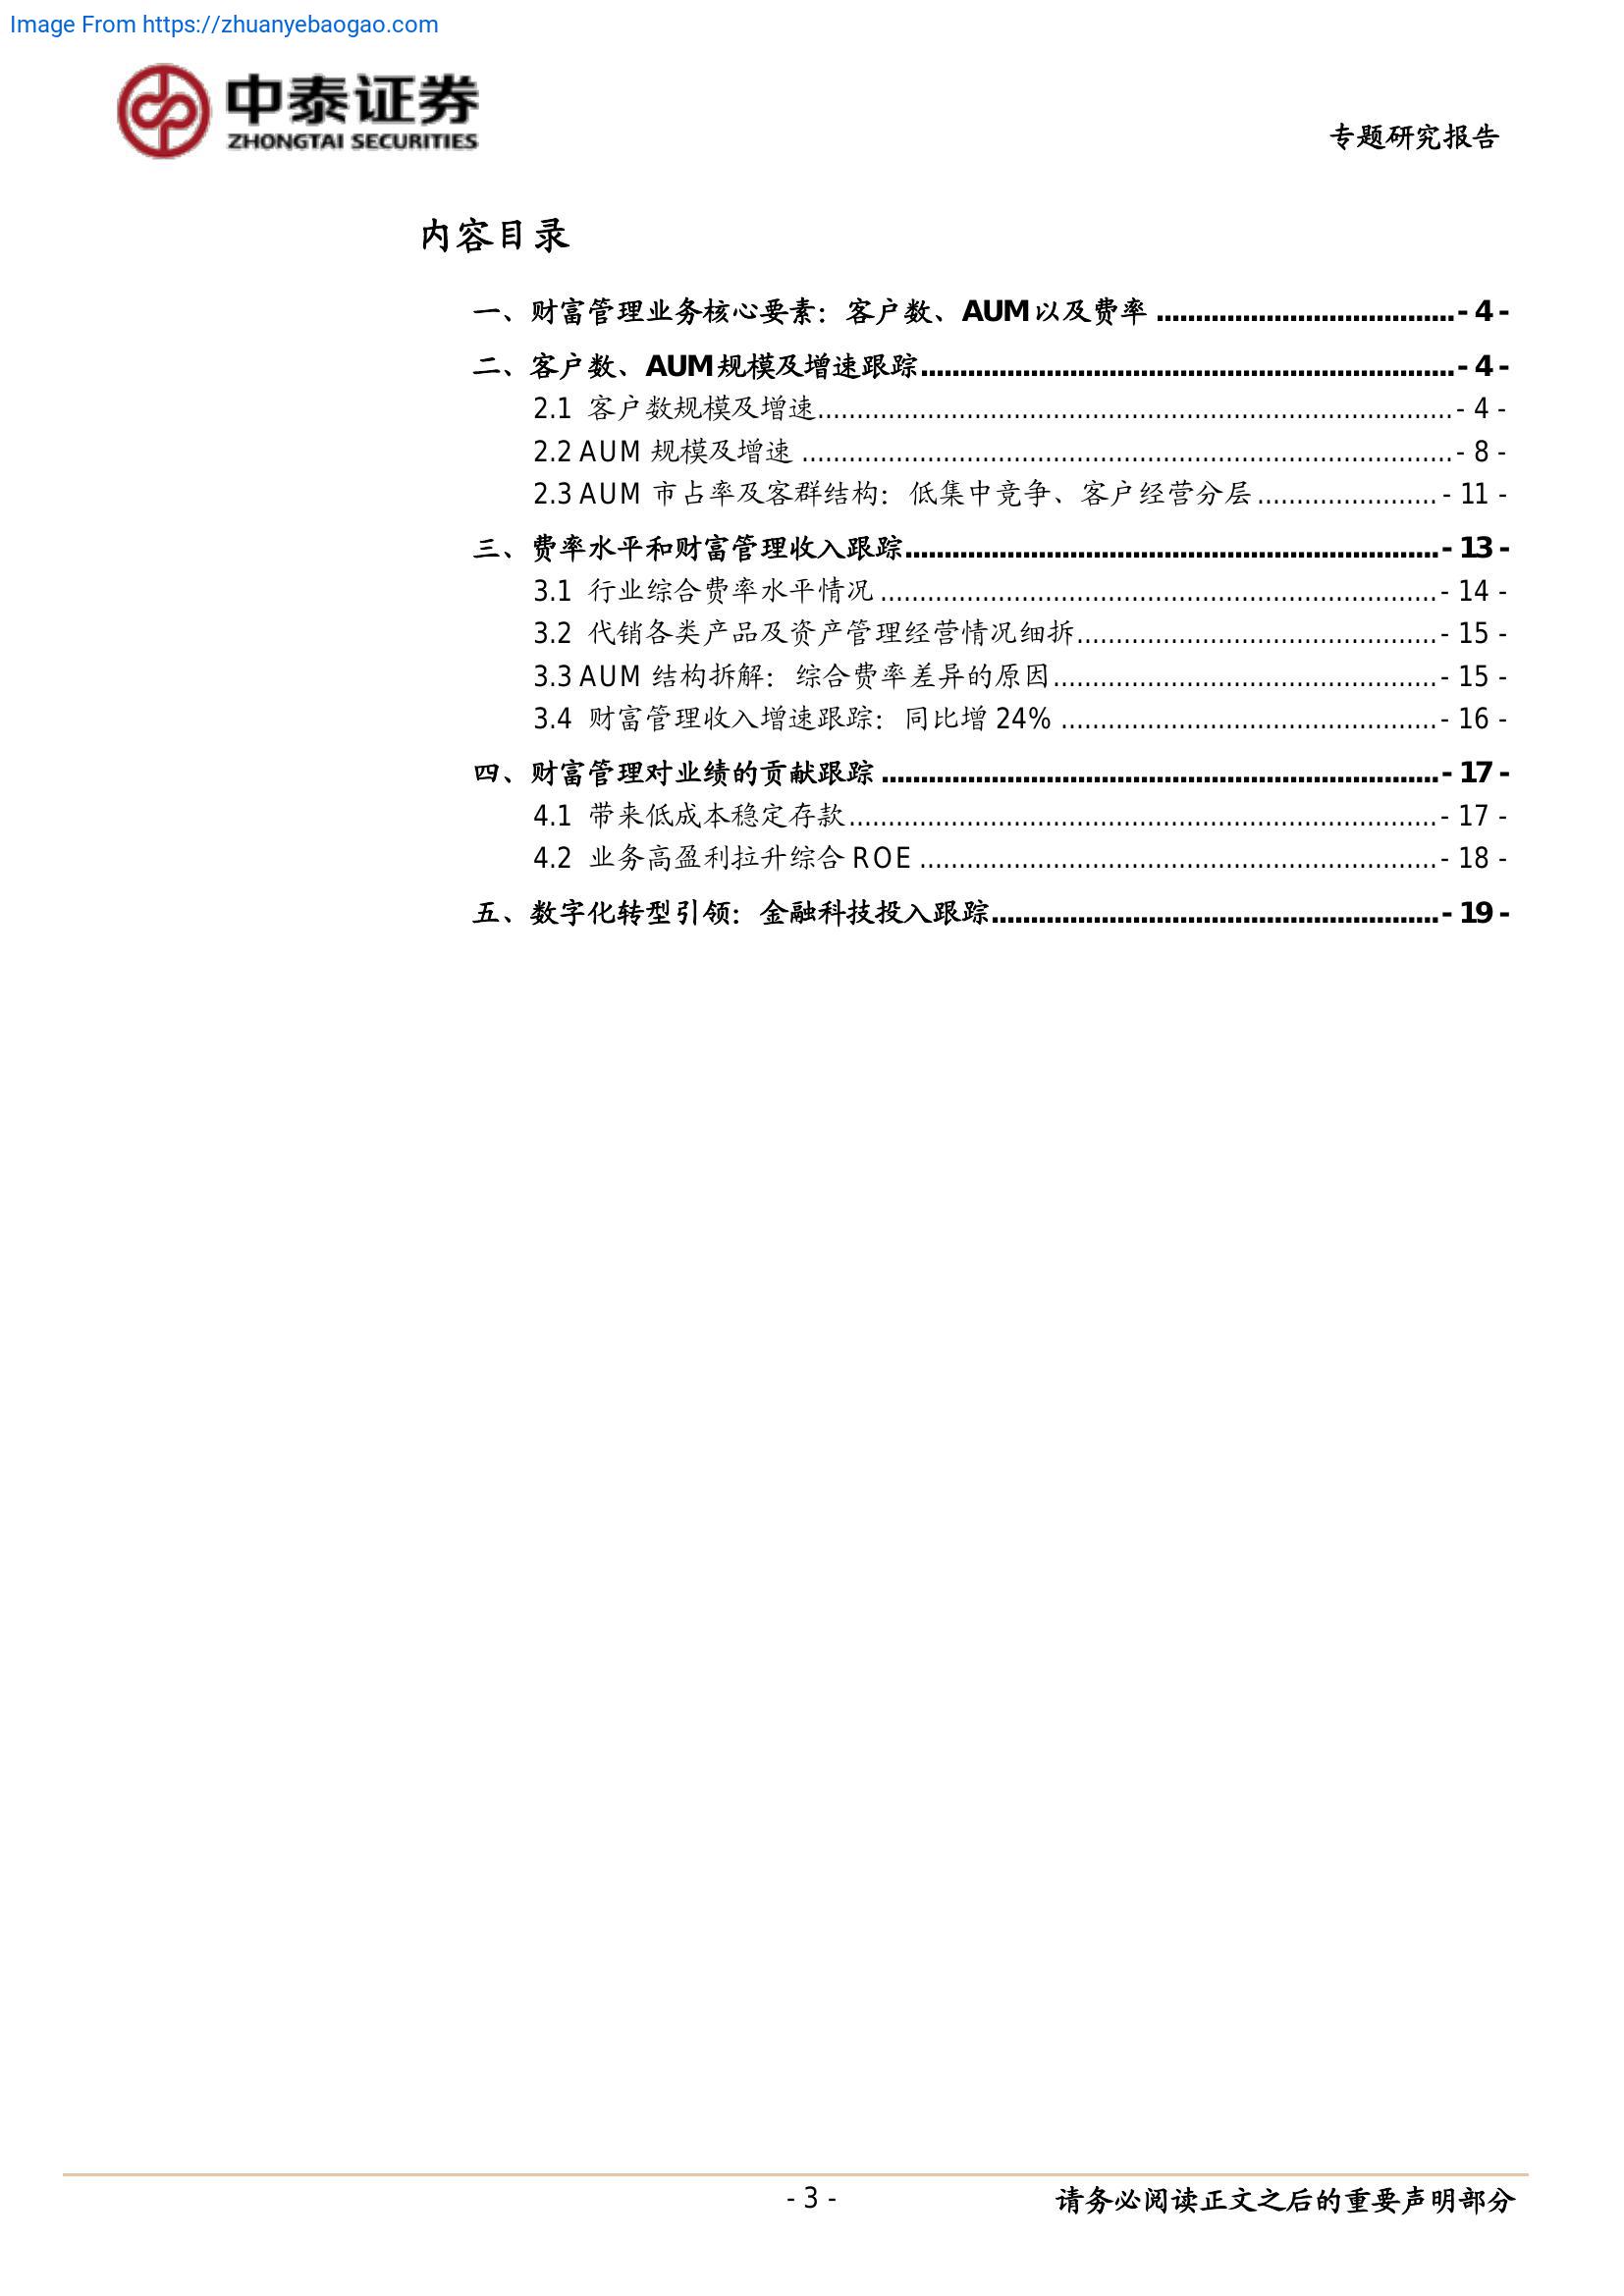 Image From https://zhuanyebaogao.com
中泰证券
ZHONGTAI SECURITIES
专题研究报告
内容目录
一、财富管理业务核心要素：客户数、AUM以及费率 ...................................... - 4 -
二、客户数、AUM规模及增速跟踪.................................................................... - 4 -
2.1 客户数规模及增速................................................................................. - 4 -
2.2 AUM 规模及增速 ................................................................................... - 8 -
2.3 AUM 市占率及客群结构：低集中竞争、客户经营分层 ....................... - 11 -
三、费率水平和财富管理收入跟踪.................................................................... - 13 -
3.1 行业综合费率水平情况 ....................................................................... - 14 -
3.2 代销各类产品及资产管理经营情况细拆.............................................. - 15 -
3.3 AUM 结构拆解：综合费率差异的原因................................................. - 15 -
3.4 财富管理收入增速跟踪：同比增 24% ................................................ - 16 -
四、财富管理对业绩的贡献跟踪 ....................................................................... - 17 -
4.1 带来低成本稳定存款........................................................................... - 17 -
4.2 业务高盈利拉升综合 ROE .................................................................. - 18 -
五、数字化转型引领：金融科技投入跟踪......................................................... - 19 -
- 3 -
请务必阅读正文之后的重要声明部分